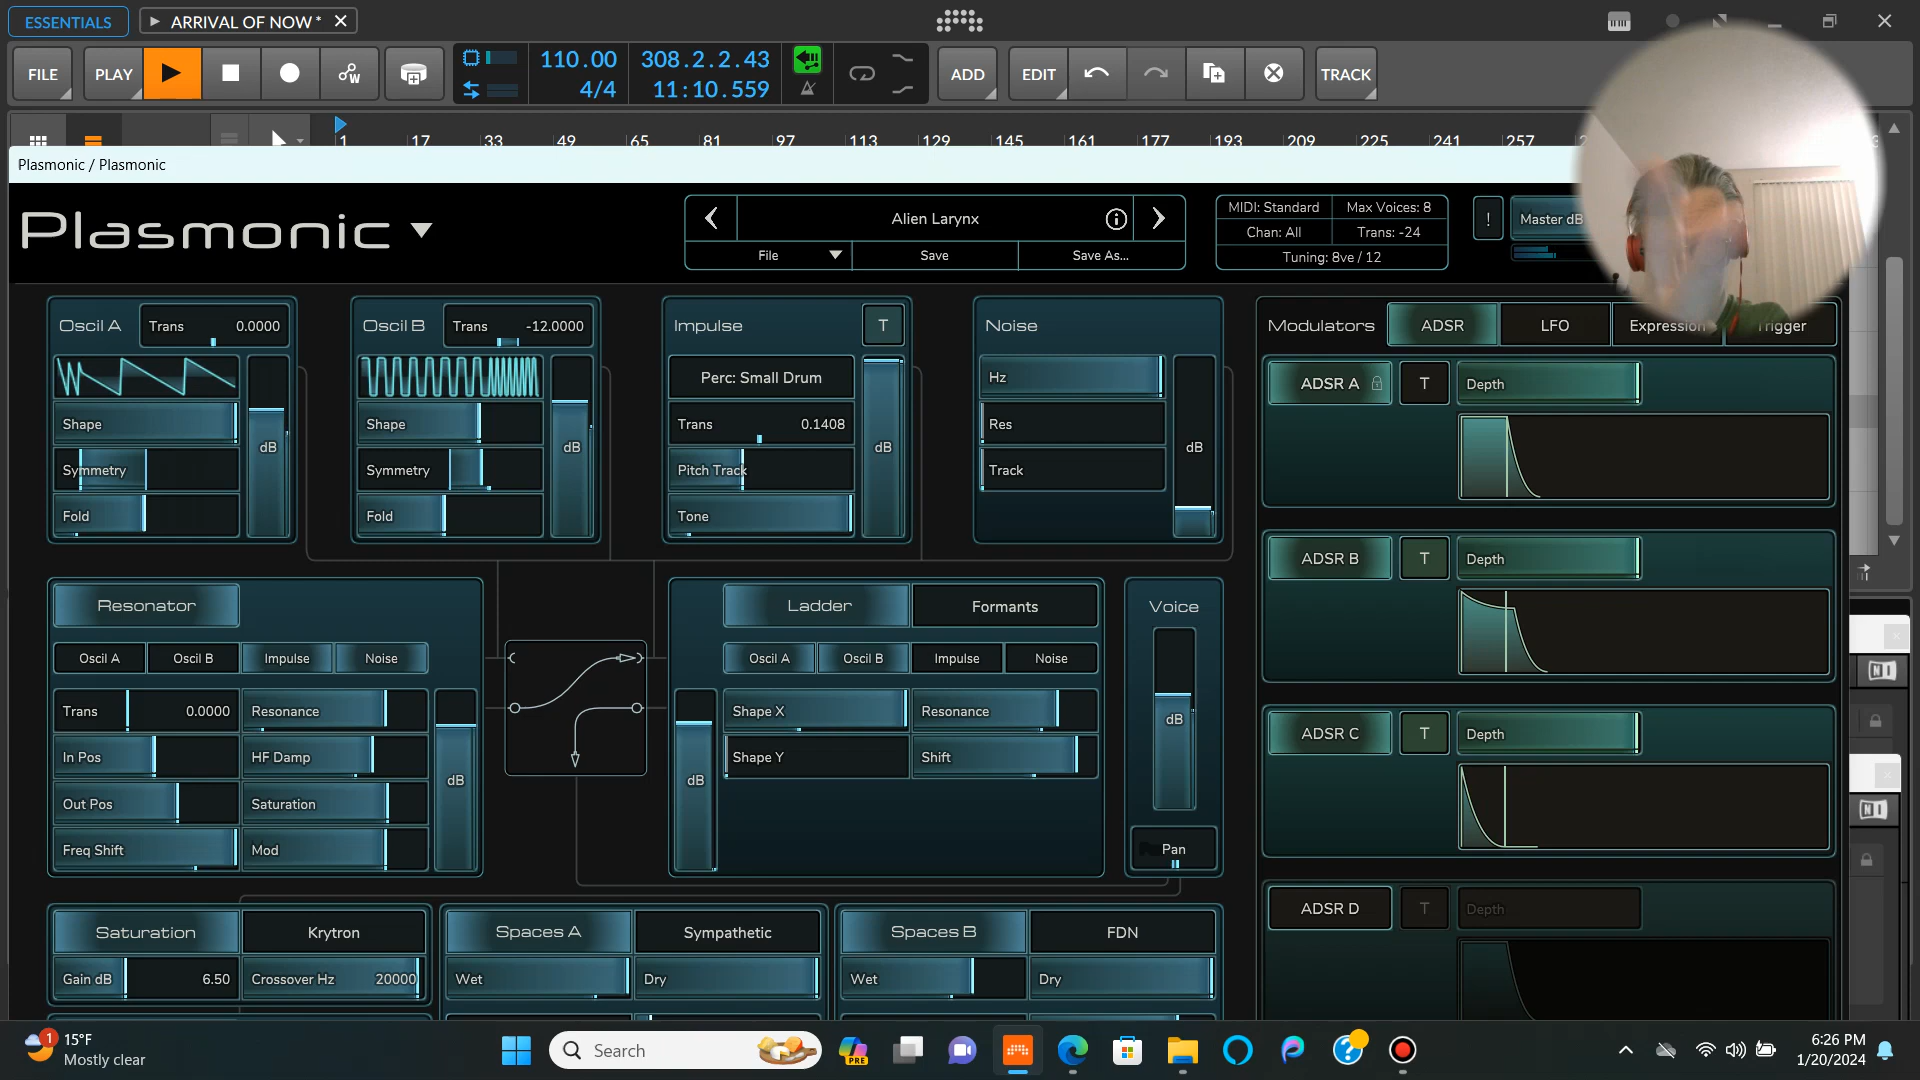 ESSENTIALS
ARRIVAL OF NOW *
FILE
PLAY
110.00
4/4
308.2.2.43
11:10.559
ADD
EDIT
TRACK
1 17 33 49 65 81 97 113 129 145 161 177 193 209 225 241 257
Plasmonic / Plasmonic
Plasmonic
Alien Larynx
File
Save
Save As...
MIDI: Standard
Max Voices: 8
Chan: All
Trans: -24
Tuning: 8ve / 12
!
Master dB
Oscil A
Trans 0.0000
Shape
Symmetry
Fold
dB
Oscil B
Trans -12.0000
Shape
Symmetry
Fold
dB
Impulse
T
Perc: Small Drum
Trans 0.1408
Pitch Track
Tone
dB
Noise
Hz
Res
Track
dB
Modulators
ADSR
LFO
Expression
Trigger
ADSR A
T
Depth
ADSR B
T
Depth
ADSR C
T
Depth
ADSR D
T
Depth
Resonator
Oscil A
Oscil B
Impulse
Noise
Trans 0.0000
Resonance
In Pos
HF Damp
Out Pos
Saturation
Freq Shift
Mod
dB
Ladder
Formants
Oscil A
Oscil B
Impulse
Noise
dB
Shape X
Resonance
Shape Y
Shift
Voice
dB
Pan
Saturation
Krytron
Gain dB 6.50
Crossover Hz 20000
Spaces A
Sympathetic
Wet
Dry
Spaces B
FDN
Wet
Dry
NI
NI
1
15°F
Mostly clear
Search
PRE
6:26 PM
1/20/2024